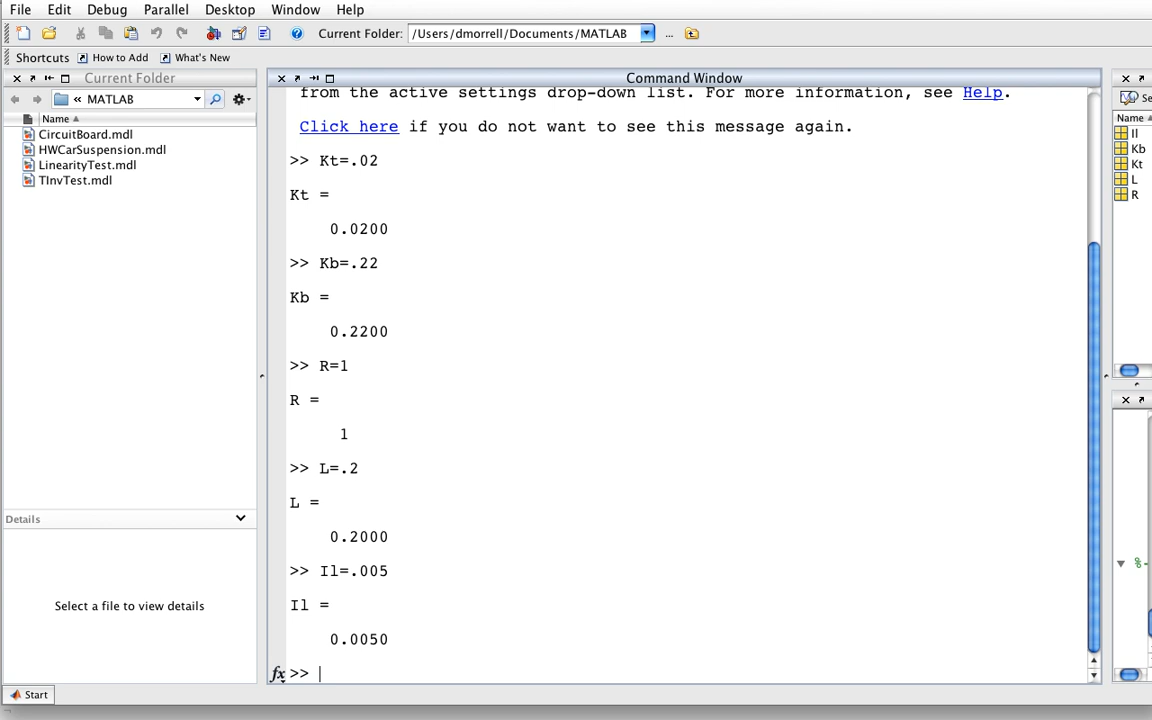 File Edit Debug Parallel Desktop Window Help
Current Folder: /Users/dmorrell/Documents/MATLAB ...
Shortcuts How to Add What's New
Current Folder
« MATLAB
Name
CircuitBoard.mdl
HWCarSuspension.mdl
LinearityTest.mdl
TInvTest.mdl
Details
Select a file to view details
Start
Command Window
from the active settings drop-down list. For more information, see Help.
Click here if you do not want to see this message again.
>> Kt=.02
Kt =
0.0200
>> Kb=.22
Kb =
0.2200
>> R=1
R =
1
>> L=.2
L =
0.2000
>> Il=.005
Il =
0.0050
fx >>
Se
Name
Il
Kb
Kt
L
R
%-